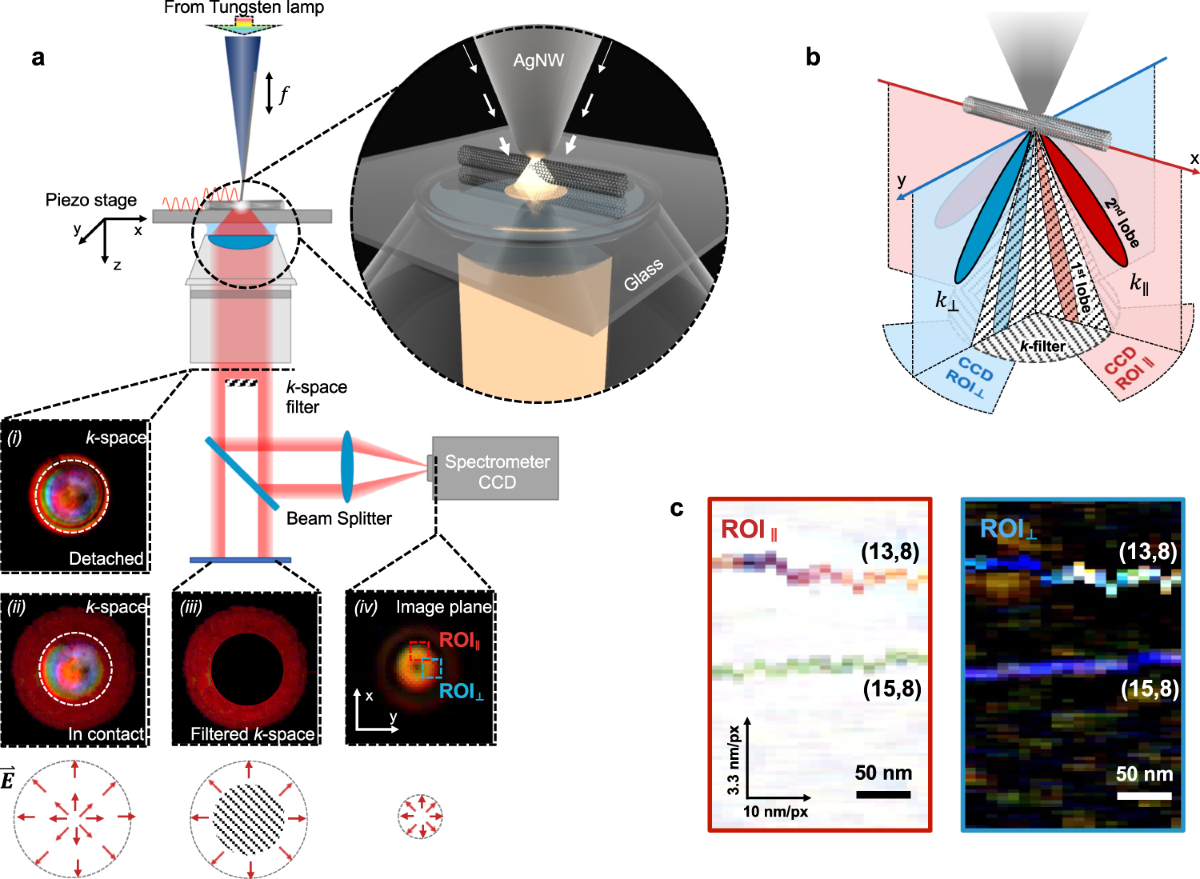 From Tungsten lamp
a
f
AgNW
Glass
Piezo stage
x
y
z
k-space
filter
Spectrometer
CCD
Beam Splitter
(i)
k-space
Detached
(ii)
k-space
In contact
(iii)
Filtered k-space
(iv)
Image plane
ROI∥
ROI⊥
x
y
E
b
x
y
2nd lobe
1st lobe
k⊥
k∥
k-filter
CCD
ROI⊥
CCD
ROI ∥
c
ROI ∥
(13,8)
(15,8)
3.3 nm/px
10 nm/px
50 nm
ROI⊥
(13,8)
(15,8)
50 nm